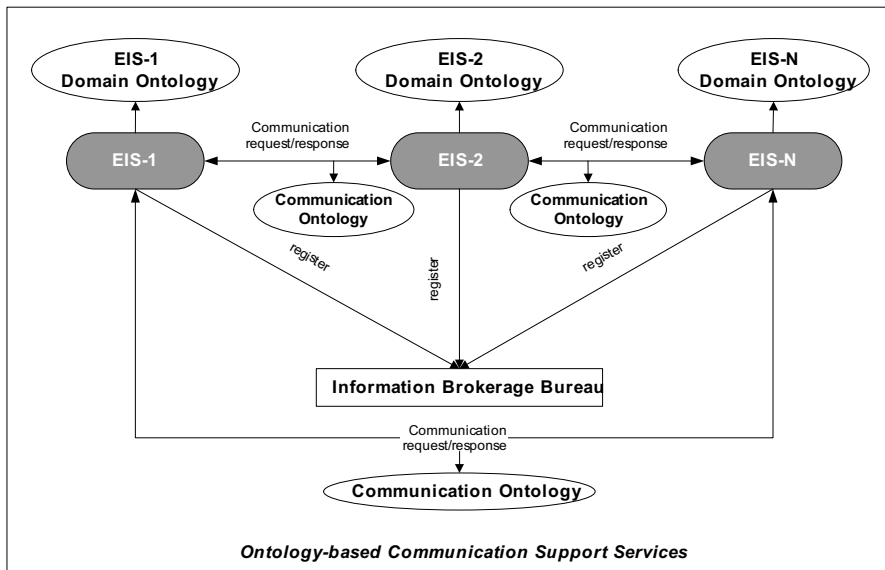 EIS-1
Domain Ontology
EIS-2
Domain Ontology
EIS-N
Domain Ontology
Communication
request/response
Communication
request/response
EIS-1
EIS-2
EIS-N
Communication
Ontology
Communication
Ontology
register
register
register
Information Brokerage Bureau
Communication
request/response
Communication Ontology
Ontology-based Communication Support Services